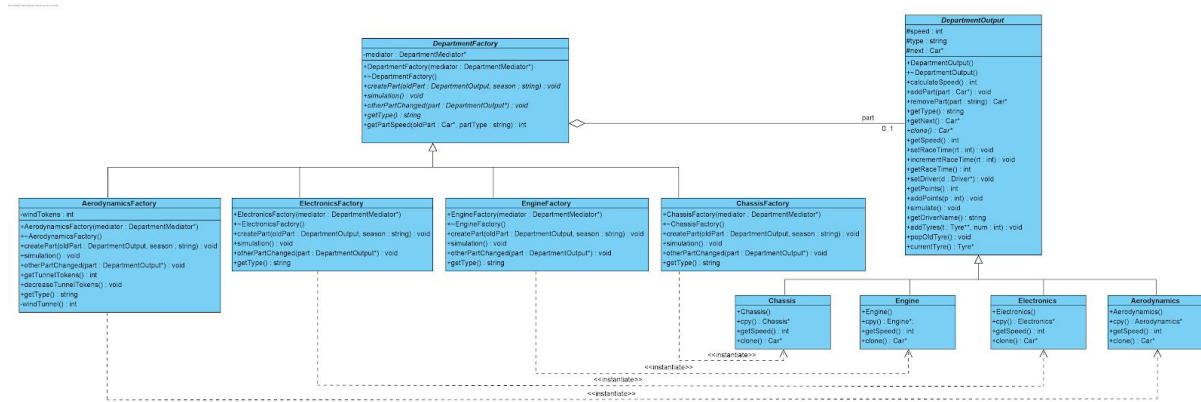 DepartmentFactory
-mediator : DepartmentMediator*
+DepartmentFactory(mediator : DepartmentMediator*)
+~DepartmentFactory()
+createPart(oldPart : DepartmentOutput, season : string) : void
+simulation() : void
+otherPartChanged(part : DepartmentOutput*) : void
+getType() : string
+getPartSpeed(oldPart : Car*, partType : string) : int
DepartmentOutput
#speed : int
#type : string
#next : Car*
+DepartmentOutput()
+~DepartmentOutput()
+calculateSpeed() : int
+addPart(part : Car*) : void
+removePart(part : string) : Car*
+getType() : string
+getNext() : Car*
+clone() : Car*
+getSpeed() : int
+setRaceTime(rt : int) : void
+incrementRaceTime(rt : int) : void
+getRaceTime() : int
+setDriver(d : Driver*) : void
+getPoints() : int
+addPoints(p : int) : void
+simulate() : void
+getDriverName() : string
+addTyres(t : Tyre**, num : int) : void
+popOldTyre() : void
+currentTyre() : Tyre*
part
0..1
AerodynamicsFactory
-windTokens : int
+AerodynamicsFactory(mediator : DepartmentMediator*)
+~AerodynamicsFactory()
+createPart(oldPart : DepartmentOutput, season : string) : void
+simulation() : void
+otherPartChanged(part : DepartmentOutput*) : void
+getTunnelTokens() : int
+decreaseTunnelTokens() : void
+getType() : string
-windTunnel() : int
ElectronicsFactory
+ElectronicsFactory(mediator : DepartmentMediator*)
+~ElectronicsFactory()
+createPart(oldPart : DepartmentOutput, season : string) : void
+simulation() : void
+otherPartChanged(part : DepartmentOutput*) : void
+getType() : string
EngineFactory
+EngineFactory(mediator : DepartmentMediator*)
+~EngineFactory()
+createPart(oldPart : DepartmentOutput, season : string) : void
+simulation() : void
+otherPartChanged(part : DepartmentOutput*) : void
+getType() : string
ChassisFactory
+ChassisFactory(mediator : DepartmentMediator*)
+~ChassisFactory()
+createPart(oldPart : DepartmentOutput, season : string) : void
+simulation() : void
+otherPartChanged(part : DepartmentOutput*) : void
+getType() : string
Chassis
+Chassis()
+cpy() : Chassis*
+getSpeed() : int
+clone() : Car*
Engine
+Engine()
+cpy() : Engine*;
+getSpeed() : int
+clone() : Car*
Electronics
+Electronics()
+cpy() : Electronics*
+getSpeed() : int
+clone() : Car*
Aerodynamics
+Aerodynamics()
+cpy() : Aerodynamics*
+getSpeed() : int
+clone() : Car*
<<instantiate>>
<<instantiate>>
<<instantiate>>
<<instantiate>>